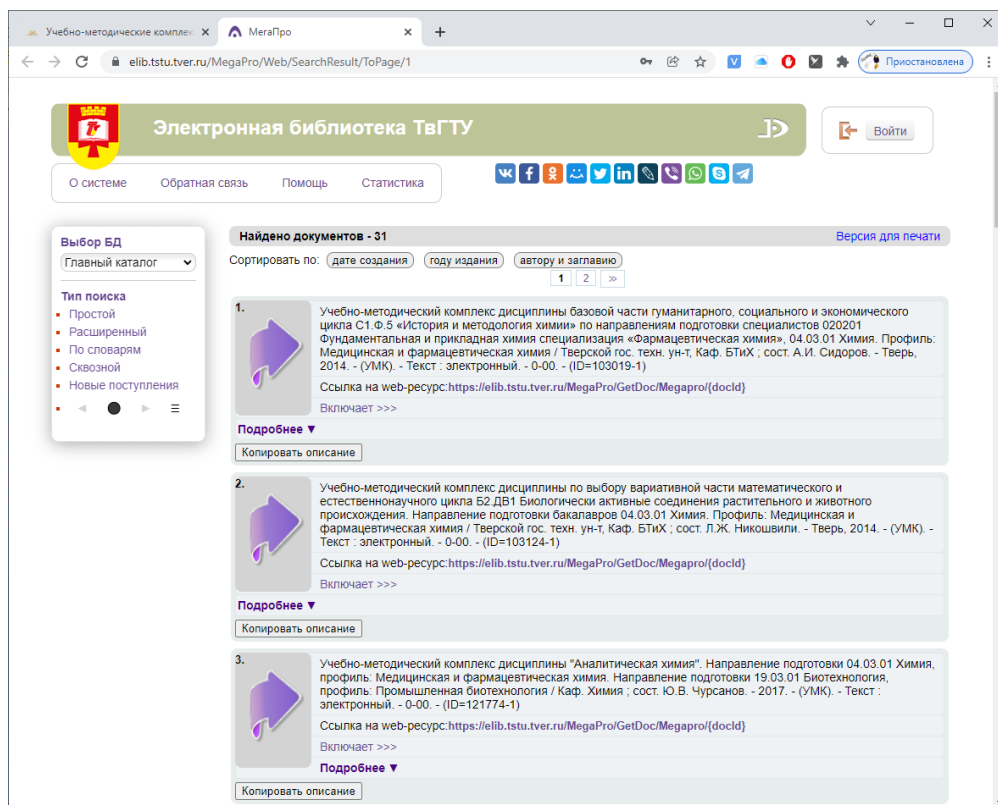 Учебно-методические комплек
МегаПро
elib.tstu.tver.ru/MegaPro/Web/SearchResult/ToPage/1
Приостановлена
Электронная библиотека ТвГТУ
Войти
О системе Обратная связь Помощь Статистика
Выбор БД
Главный каталог
Тип поиска
Простой
Расширенный
По словарям
Сквозной
Новые поступления
Найдено документов - 31 Версия для печати
Сортировать по: дате создания году издания автору и заглавию
1 2 >>
1.
Учебно-методический комплекс дисциплины базовой части гуманитарного, социального и экономического
цикла С1.Ф.5 «История и методология химии» по направлениям подготовки специалистов 020201
Фундаментальная и прикладная химия специализация «Фармацевтическая химия», 04.03.01 Химия. Профиль:
Медицинская и фармацевтическая химия / Тверской гос. техн. ун-т, Каф. БТиХ ; сост. А.И. Сидоров. - Тверь,
2014. - (УМК). - Текст : электронный. - 0-00. - (ID=103019-1)
Ссылка на web-ресурс:https://elib.tstu.tver.ru/MegaPro/GetDoc/Megapro/{docId}
Включает >>>
Подробнее ▼
Копировать описание
2.
Учебно-методический комплекс дисциплины по выбору вариативной части математического и
естественнонаучного цикла Б2.ДВ1 Биологически активные соединения растительного и животного
происхождения. Направление подготовки бакалавров 04.03.01 Химия. Профиль: Медицинская и
фармацевтическая химия / Тверской гос. техн. ун-т, Каф. БТиХ ; сост. Л.Ж. Никошвили. - Тверь, 2014. - (УМК). -
Текст : электронный. - 0-00. - (ID=103124-1)
Ссылка на web-ресурс:https://elib.tstu.tver.ru/MegaPro/GetDoc/Megapro/{docId}
Включает >>>
Подробнее ▼
Копировать описание
3.
Учебно-методический комплекс дисциплины "Аналитическая химия". Направление подготовки 04.03.01 Химия,
профиль: Медицинская и фармацевтическая химия. Направление подготовки 19.03.01 Биотехнология,
профиль: Промышленная биотехнология / Каф. Химия ; сост. Ю.В. Чурсанов. - 2017. - (УМК). - Текст :
электронный. - 0-00. - (ID=121774-1)
Ссылка на web-ресурс:https://elib.tstu.tver.ru/MegaPro/GetDoc/Megapro/{docId}
Включает >>>
Подробнее ▼
Копировать описание